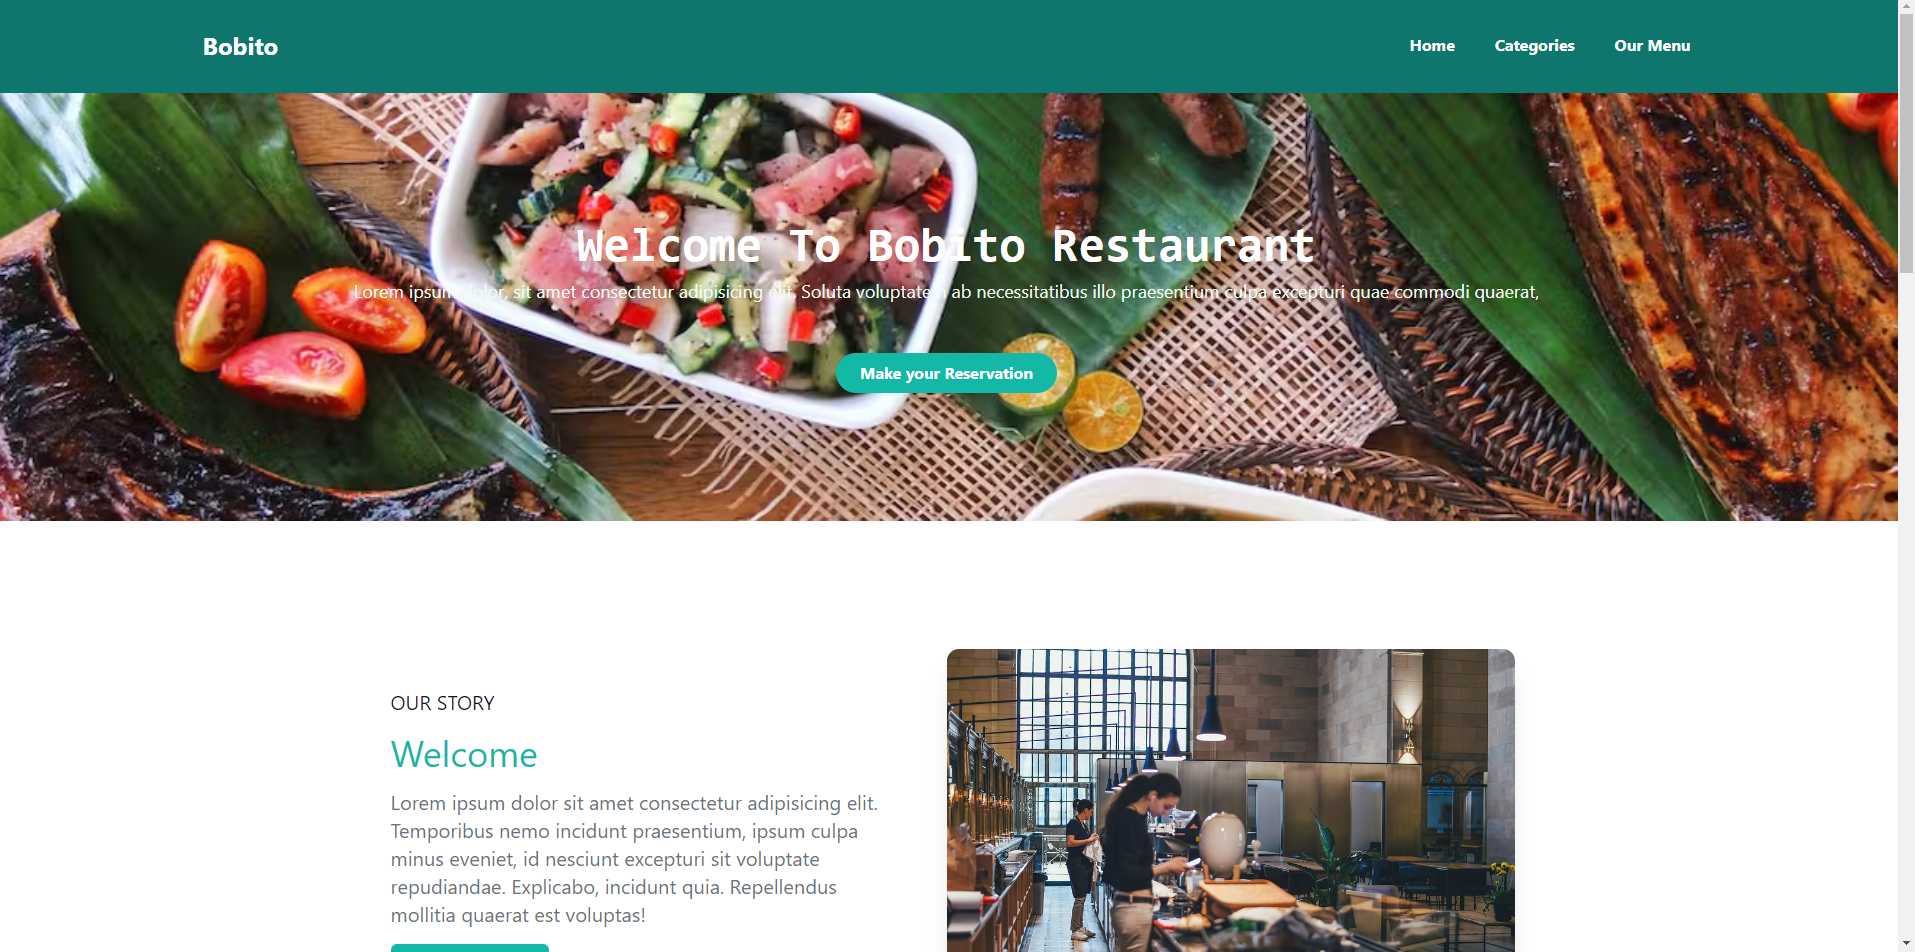 Bobito
Home
Categories
Our Menu
Welcome To Bobito Restaurant
Lorem ipsum dolor, sit amet consectetur adipisicing elit. Soluta voluptatem ab necessitatibus illo praesentium culpa excepturi quae commodi quaerat,
Make your Reservation
OUR STORY
Welcome
Lorem ipsum dolor sit amet consectetur adipisicing elit.
Temporibus nemo incidunt praesentium, ipsum culpa
minus eveniet, id nesciunt excepturi sit voluptate
repudiandae. Explicabo, incidunt quia. Repellendus
mollitia quaerat est voluptas!